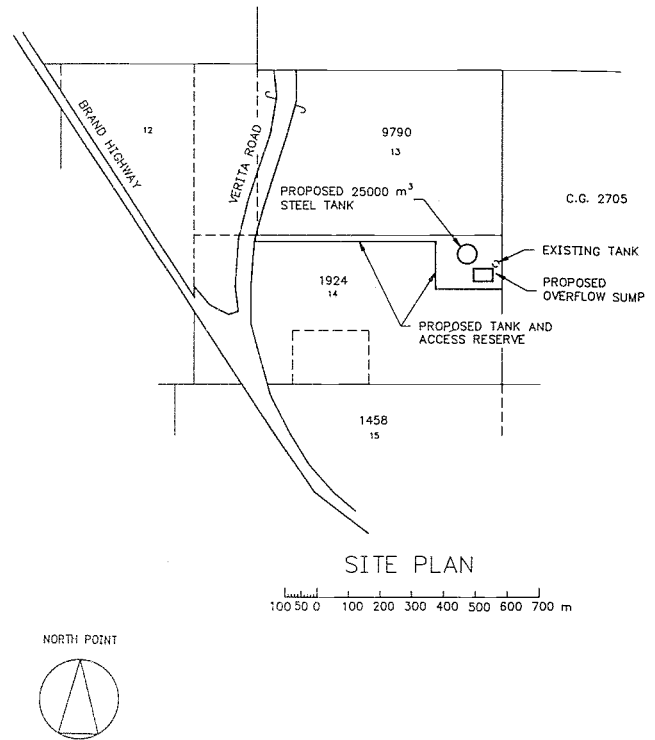 BRAND HIGHWAY
12
VERITA ROAD
9790
13
PROPOSED 25000 m³
STEEL TANK
C.G. 2705
EXISTING TANK
PROPOSED
OVERFLOW SUMP
1924
14
PROPOSED TANK AND
ACCESS RESERVE
1458
15
SITE PLAN
100 50 0 100 200 300 400 500 600 700 m
NORTH POINT